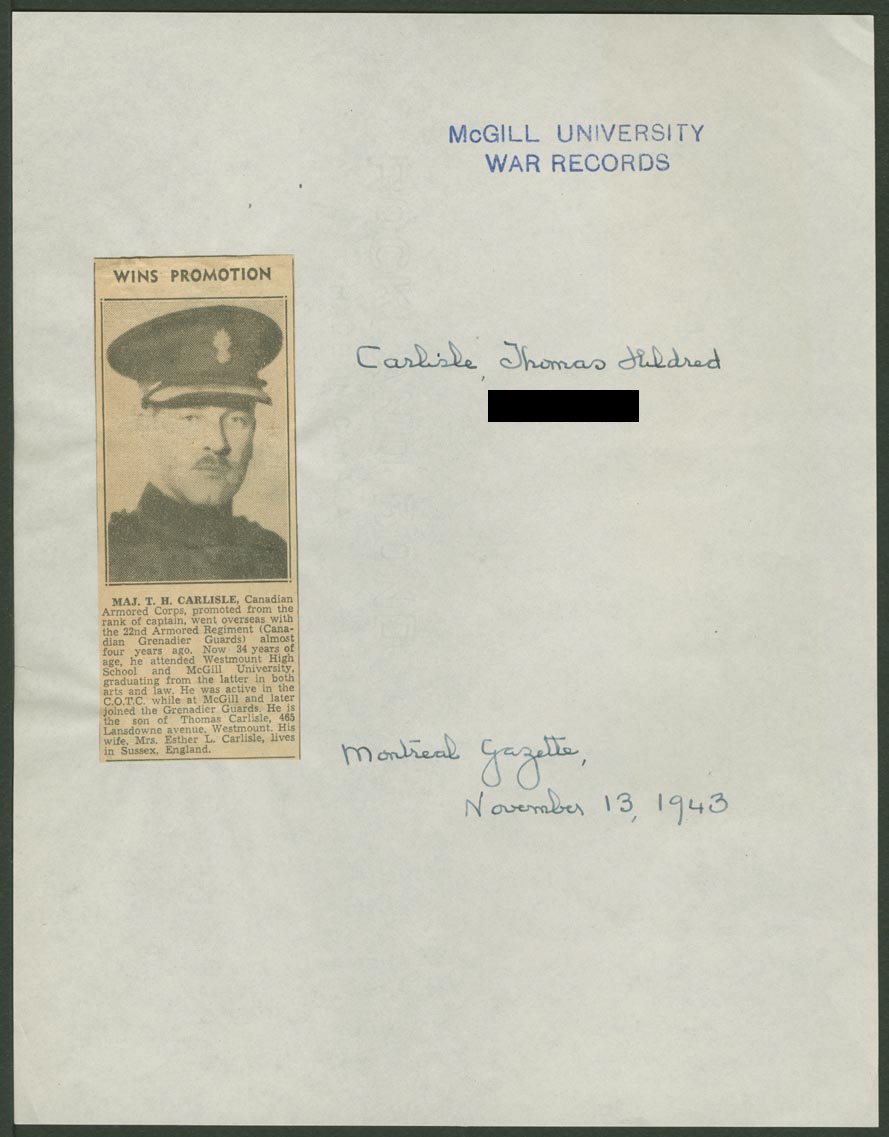 McGILL UNIVERSITY
WAR RECORDS
WINS PROMOTION
Carlisle, Thomas Hildred
MAJ. T. H. CARLISLE, Canadian
Armored Corps, promoted from the
rank of captain, went overseas with
the 22nd Armored Regiment (Cana-
dian Grenadier Guards) almost
four years ago. Now 34 years of
age, he attended Westmount High
School and McGill University,
graduating from the latter in both
arts and law. He was active in the
C.O.T.C. while at McGill and later
joined the Grenadier Guards. He is
the son of Thomas Carlisle, 465
Lansdowne avenue, Westmount. His
wife, Mrs. Esther L. Carlisle, lives
in Sussex, England.
Montreal Gazette,
November 13, 1943